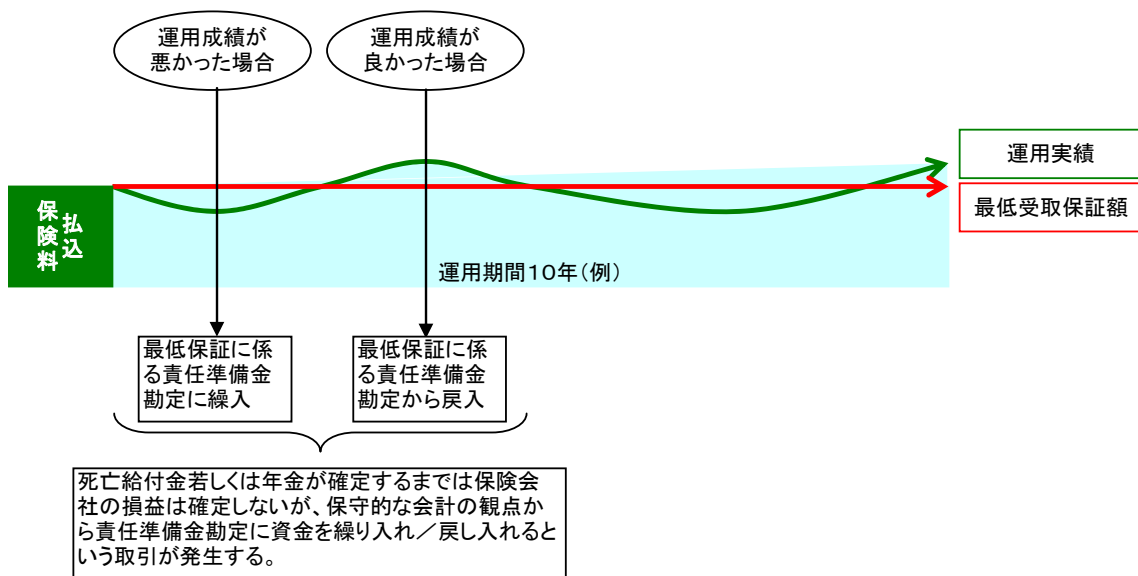 運用成績が
悪かった場合
運用成績が
良かった場合
運用実績
最低受取保証額
払込
保険料
運用期間10年(例)
最低保証に係
る責任準備金
勘定に繰入
最低保証に係
る責任準備金
勘定から戻入
死亡給付金若しくは年金が確定するまでは保険会
社の損益は確定しないが、保守的な会計の観点か
ら責任準備金勘定に資金を繰り入れ／戻し入れると
いう取引が発生する。